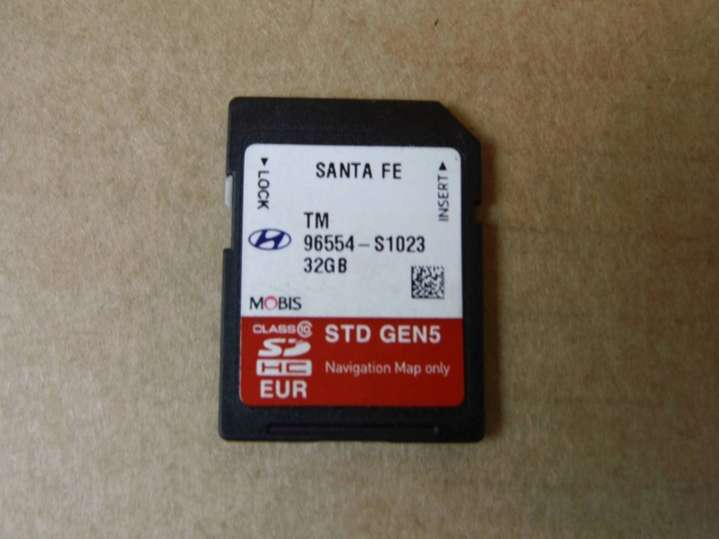 SANTA FE
LOCK
INSERT
TM
96554-S1023
32GB
MOBIS
CLASS 10
SD
HC
EUR
STD GEN5
Navigation Map only